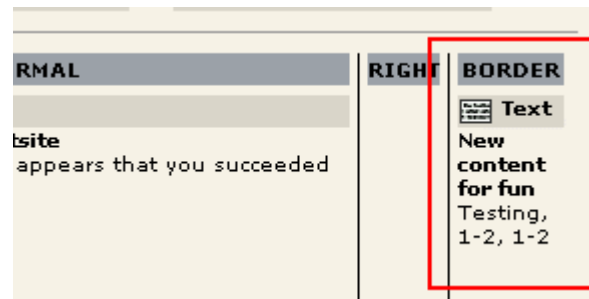 RMAL
tsite
appears that you succeeded
RIGHT
BORDER
Text
New
content
for fun
Testing,
1-2, 1-2